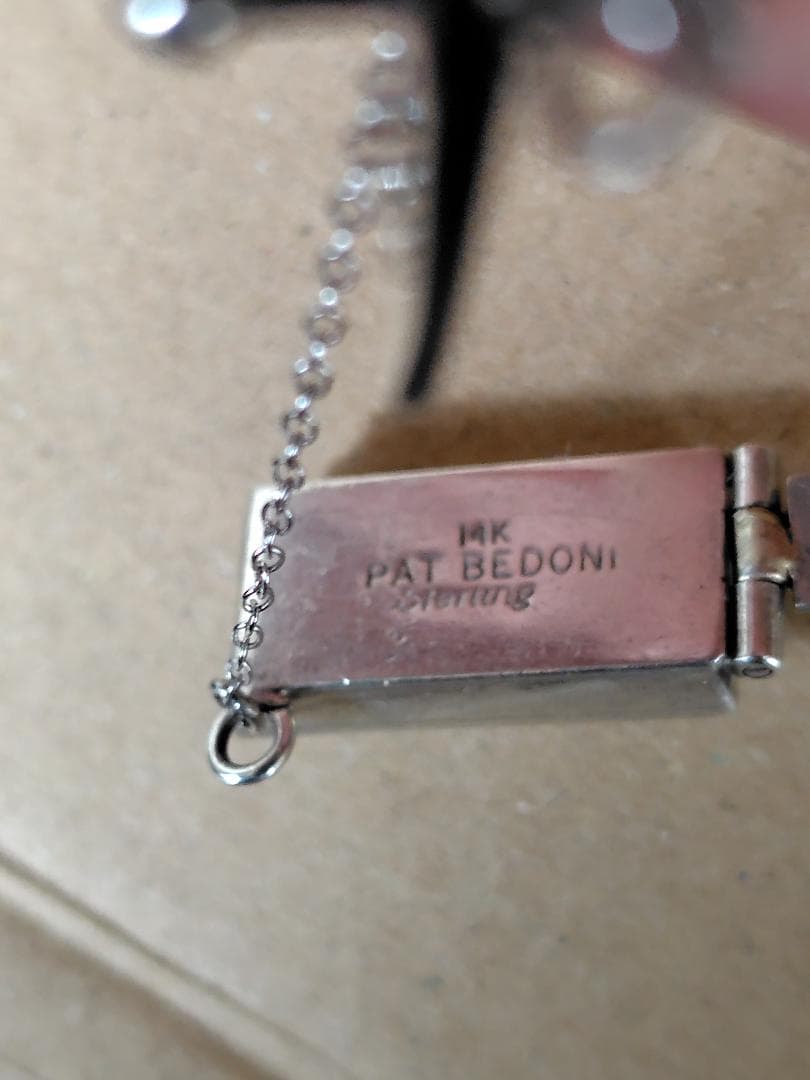 14K
PAT BEDONI
Sterling